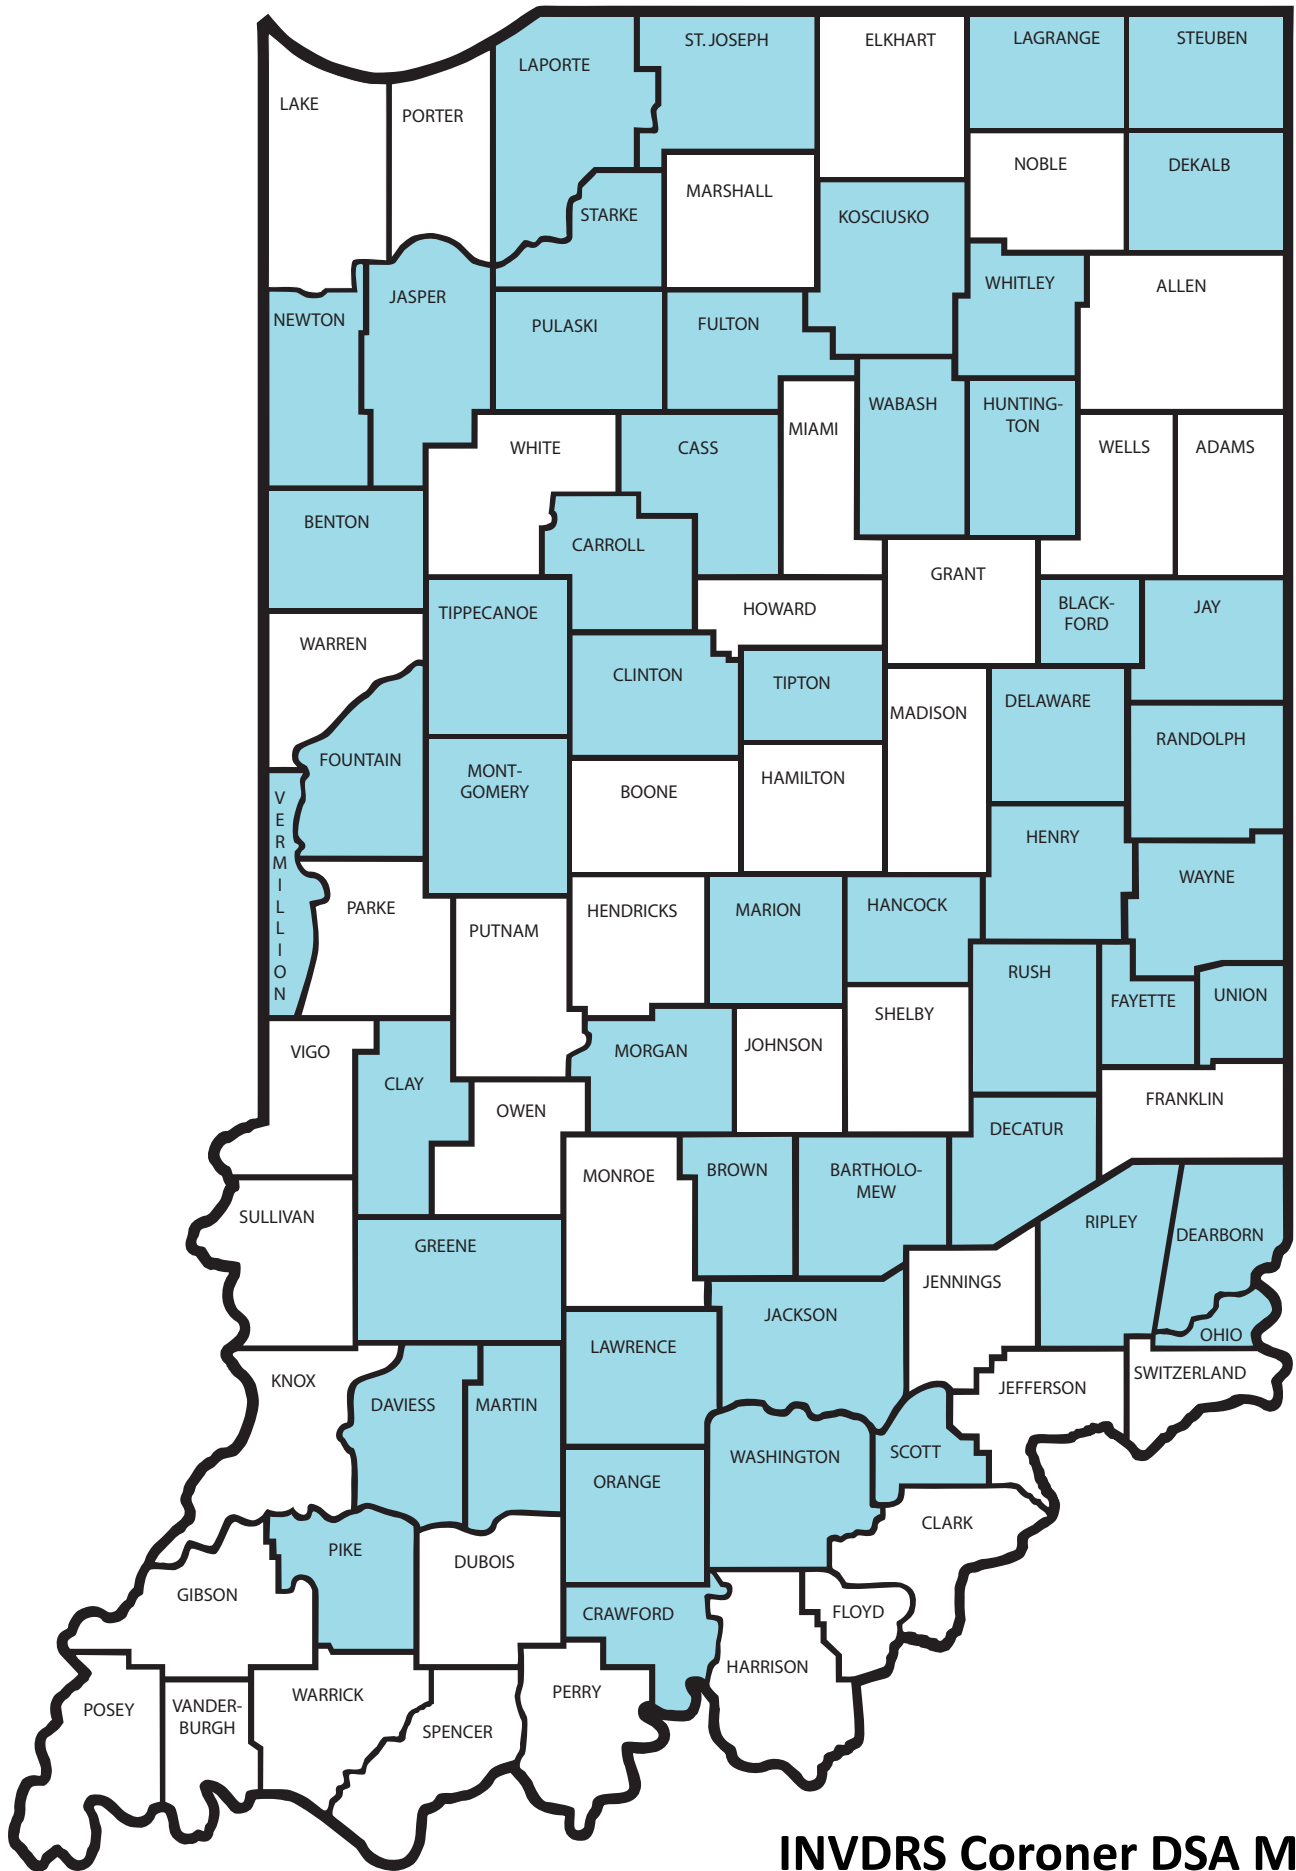 ST. JOSEPH
ELKHART
LAGRANGE
STEUBEN
LAPORTE
LAKE
PORTER
NOBLE
DEKALB
MARSHALL
STARKE
KOSCIUSKO
WHITLEY
ALLEN
JASPER
NEWTON
PULASKI
FULTON
WABASH
HUNTING-
TON
MIAMI
WHITE
CASS
WELLS
ADAMS
BENTON
CARROLL
GRANT
BLACK-
FORD
JAY
HOWARD
TIPPECANOE
WARREN
CLINTON
TIPTON
MADISON
DELAWARE
RANDOLPH
FOUNTAIN
MONT-
GOMERY
BOONE
HAMILTON
V
E
R
M
I
L
L
I
O
N
HENRY
WAYNE
PARKE
PUTNAM
HENDRICKS
MARION
HANCOCK
RUSH
FAYETTE
UNION
SHELBY
VIGO
CLAY
MORGAN
JOHNSON
OWEN
FRANKLIN
DECATUR
MONROE
BROWN
BARTHOLO-
MEW
SULLIVAN
GREENE
RIPLEY
DEARBORN
JENNINGS
JACKSON
OHIO
LAWRENCE
KNOX
DAVIESS
MARTIN
JEFFERSON
SWITZERLAND
WASHINGTON
SCOTT
ORANGE
CLARK
PIKE
DUBOIS
GIBSON
CRAWFORD
FLOYD
HARRISON
POSEY
VANDER-
BURGH
WARRICK
SPENCER
PERRY
INVDRS Coroner DSA M